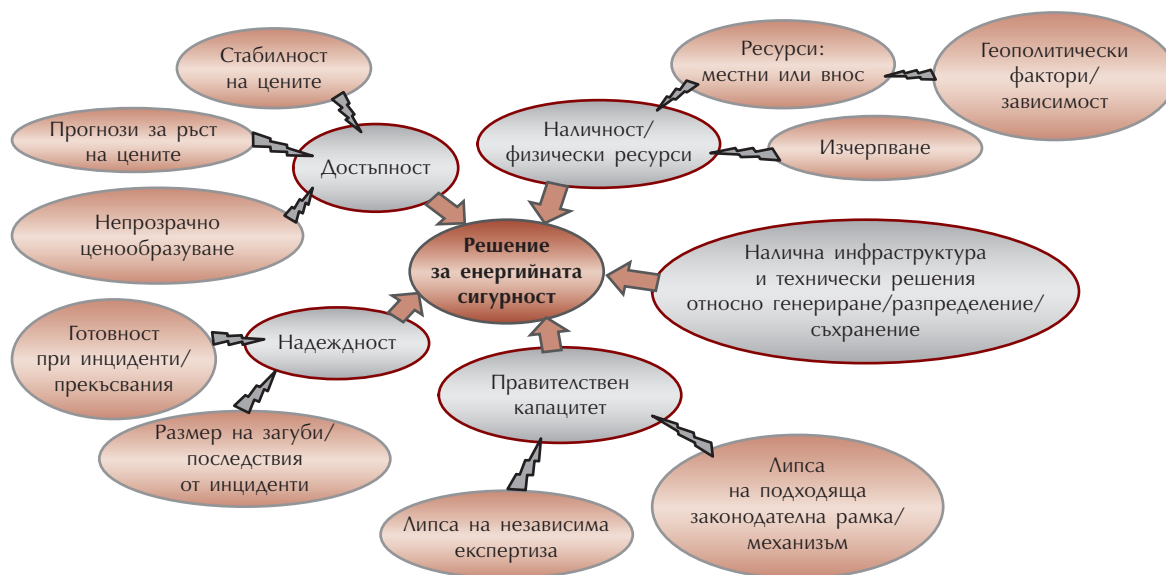 Стабилност
на цените
Прогнози за ръст
на цените
Непрозрачно
ценообразуване
Достъпност
Ресурси:
местни или внос
Геополитически
фактори/
зависимост
Наличност/
физически ресурси
Изчерпване
Решение
за енергийната
сигурност
Налична инфраструктура
и технически решения
относно генериране/разпределение/
съхранение
Готовност
при инциденти/
прекъсвания
Надеждност
Размер на загуби/
последствия
от инциденти
Правителствен
капацитет
Липса на независима
експертиза
Липса
на подходяща
законодателна рамка/
механизъм